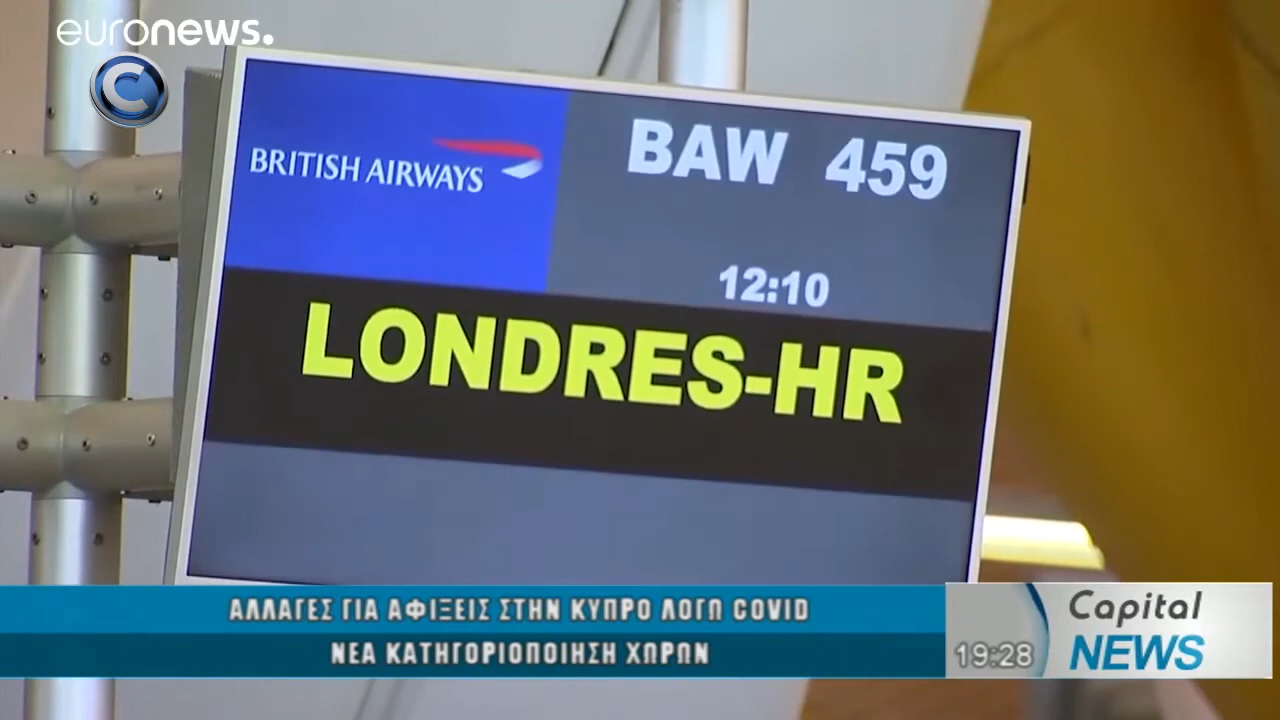 euronews.
C
BRITISH AIRWAYS
BAW 459
12:10
LONDRES-HR
ΑΛΛΑΓΕΣ ΓΙΑ ΑΦΙΞΕΙΣ ΣΤΗΝ ΚΥΠΡΟ ΛΟΓΩ COVID
ΝΕΑ ΚΑΤΗΓΟΡΙΟΠΟΙΗΣΗ ΧΩΡΩΝ
19:28
Capital
NEWS